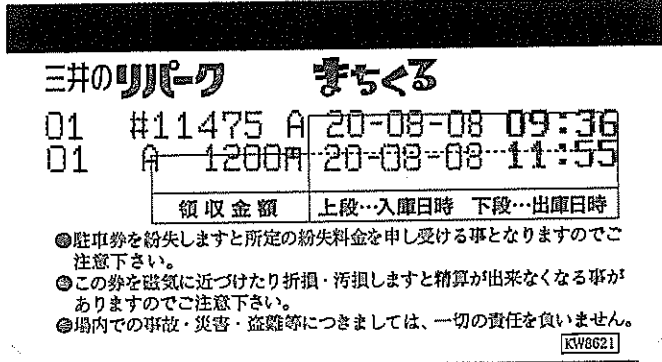 三井のリパーク まちくる
01 #11475 A 20-08-08 09:36
01 A 1200円 20-08-08 11:55
領収金額 上段…入庫日時 下段…出庫日時
●駐車券を紛失しますと所定の紛失料金を申し受ける事となりますのでご
注意下さい。
●この券を磁気に近づけたり折損・汚損しますと精算が出来なくなる事が
ありますのでご注意下さい。
●場内での事故・災害・盗難等につきましては、一切の責任を負いません。
KW8621